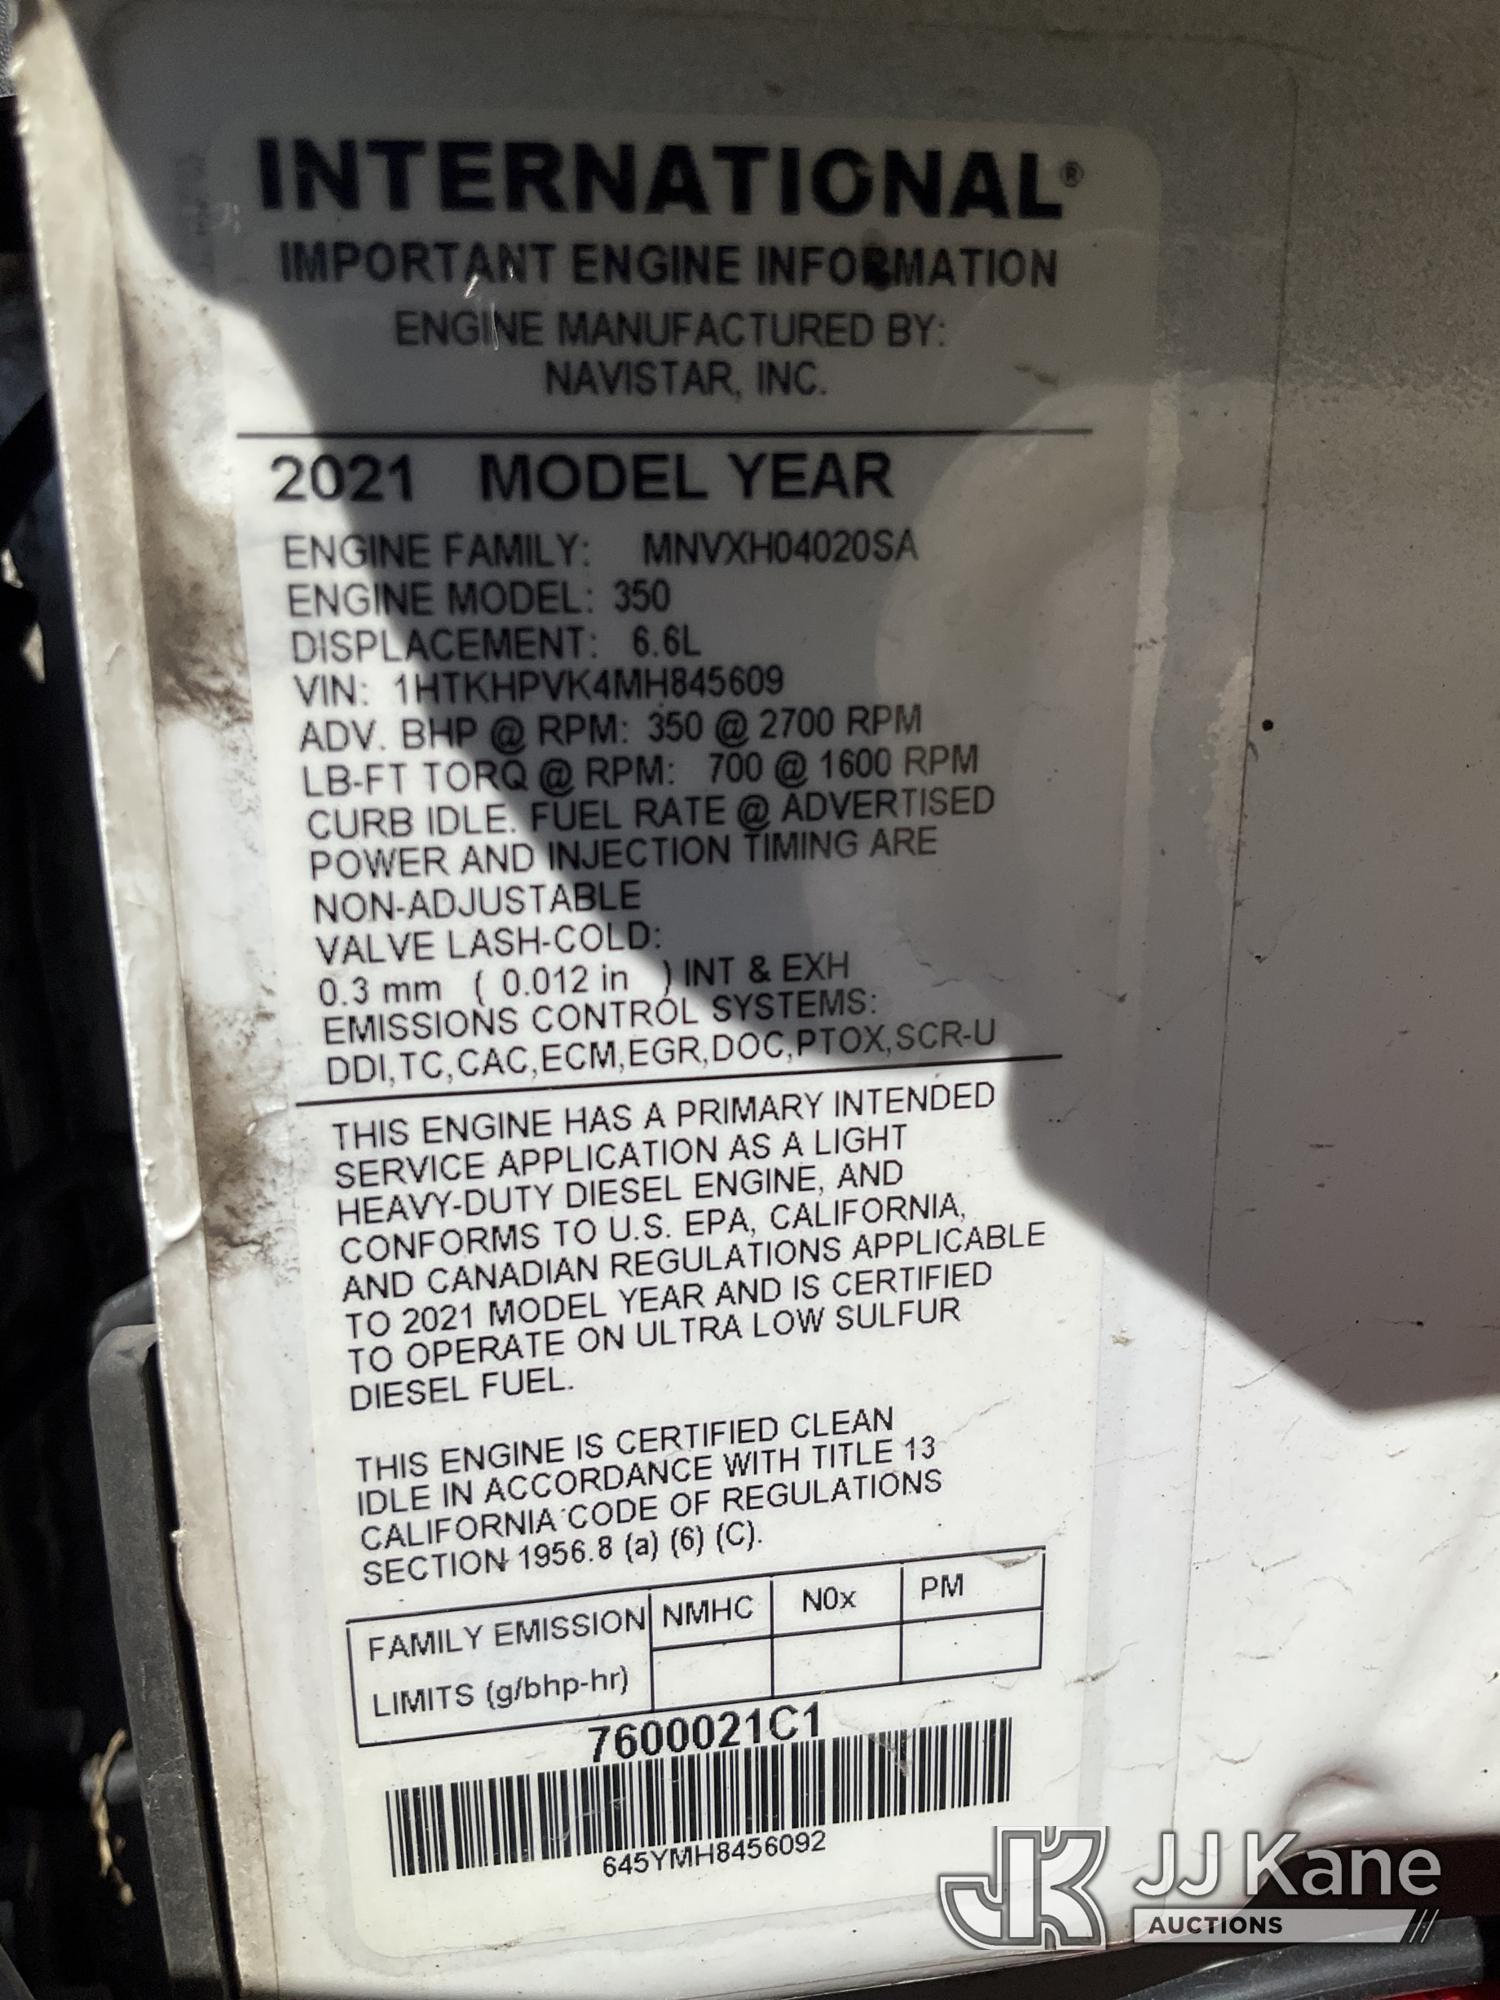 INTERNATIONAL®
IMPORTANT ENGINE INFORMATION
ENGINE MANUFACTURED BY:
NAVISTAR, INC.
2021 MODEL YEAR
ENGINE FAMILY: MNVXH04020SA
ENGINE MODEL: 350
DISPLACEMENT: 6.6L
VIN: 1HTKHPVK4MH845609
ADV. BHP @ RPM: 350 @ 2700 RPM
LB-FT TORQ @ RPM: 700 @ 1600 RPM
CURB IDLE. FUEL RATE @ ADVERTISED
POWER AND INJECTION TIMING ARE
NON-ADJUSTABLE
VALVE LASH-COLD:
0.3 mm ( 0.012 in ) INT & EXH
EMISSIONS CONTROL SYSTEMS:
DDI,TC,CAC,ECM,EGR,DOC,PTOX,SCR-U
THIS ENGINE HAS A PRIMARY INTENDED
SERVICE APPLICATION AS A LIGHT
HEAVY-DUTY DIESEL ENGINE, AND
CONFORMS TO U.S. EPA, CALIFORNIA,
AND CANADIAN REGULATIONS APPLICABLE
TO 2021 MODEL YEAR AND IS CERTIFIED
TO OPERATE ON ULTRA LOW SULFUR
DIESEL FUEL.
THIS ENGINE IS CERTIFIED CLEAN
IDLE IN ACCORDANCE WITH TITLE 13
CALIFORNIA CODE OF REGULATIONS
SECTION 1956.8 (a) (6) (C).
FAMILY EMISSION NMHC N0x PM
LIMITS (g/bhp-hr)
7600021C1
645YMH8456092
JK JJ Kane
AUCTIONS